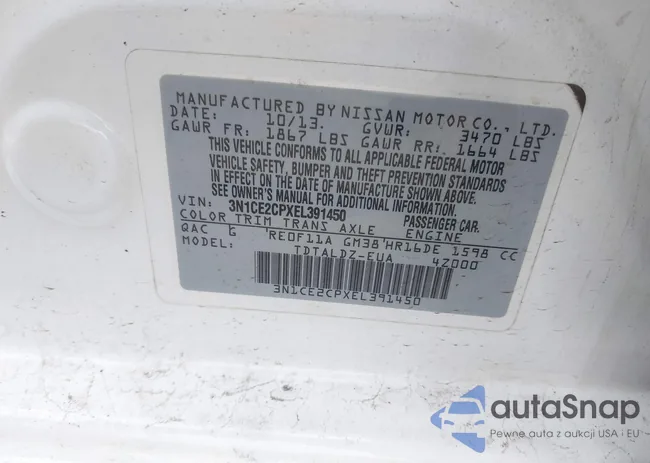 MANUFACTURED BY NISSAN MOTOR CO., LTD.
DATE: 10/13. GVWR: 3470 LBS
GAWR FR: 1867 LBS GAWR RR: 1664 LBS
THIS VEHICLE CONFORMS TO ALL APPLICABLE FEDERAL MOTOR
VEHICLE SAFETY, BUMPER AND THEFT PREVENTION STANDARDS
IN EFFECT ON THE DATE OF MANUFACTURE SHOWN ABOVE.
SEE OWNER'S MANUAL FOR ADDITIONAL INFORMATION.
VIN: 3N1CE2CPXEL391450 PASSENGER CAR.
COLOR TRIM TRANS AXLE ENGINE
QAC G RE0F11A GM38 HR16DE 1598 CC
MODEL: TDTALDZ-EUA 4Z000
3N1CE2CPXEL391450
autaSnap
Pewne auta z aukcji USA i EU